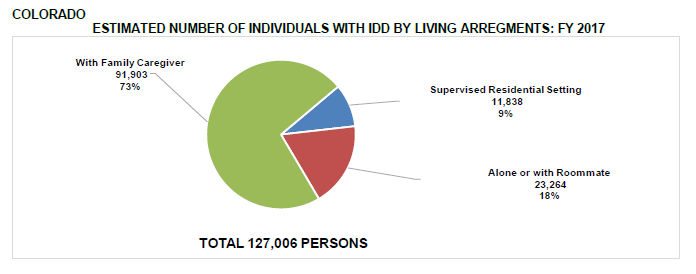 COLORADO
ESTIMATED NUMBER OF INDIVIDUALS WITH IDD BY LIVING ARREGMENTS: FY 2017
With Family Caregiver
91,903
73%
Supervised Residential Setting
11,838
9%
Alone or with Roommate
23,264
18%
TOTAL 127,006 PERSONS